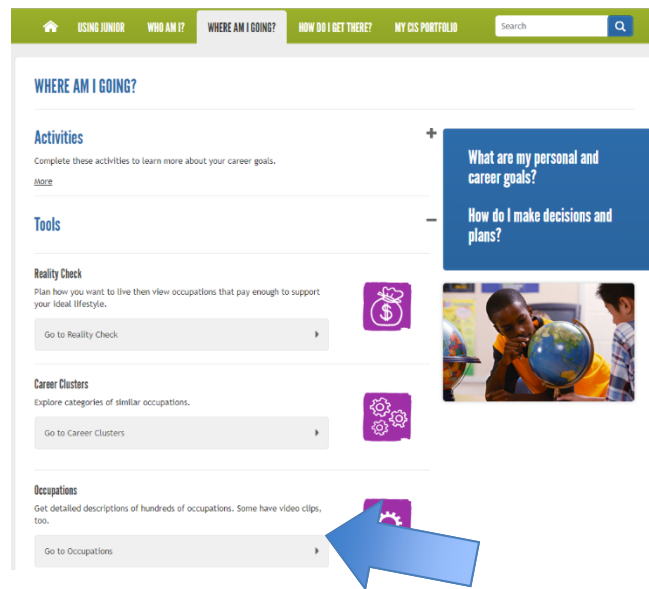 USING JUNIOR WHO AM I? WHERE AM I GOING? HOW DO I GET THERE? MY CIS PORTFOLIO Search
WHERE AM I GOING?
Activities
Complete these activities to learn more about your career goals.
More
What are my personal and
career goals?
How do I make decisions and
plans?
Tools
Reality Check
Plan how you want to live then view occupations that pay enough to support
your ideal lifestyle.
Go to Reality Check
Career Clusters
Explore categories of similar occupations.
Go to Career Clusters
Occupations
Get detailed descriptions of hundreds of occupations. Some have video clips,
too.
Go to Occupations